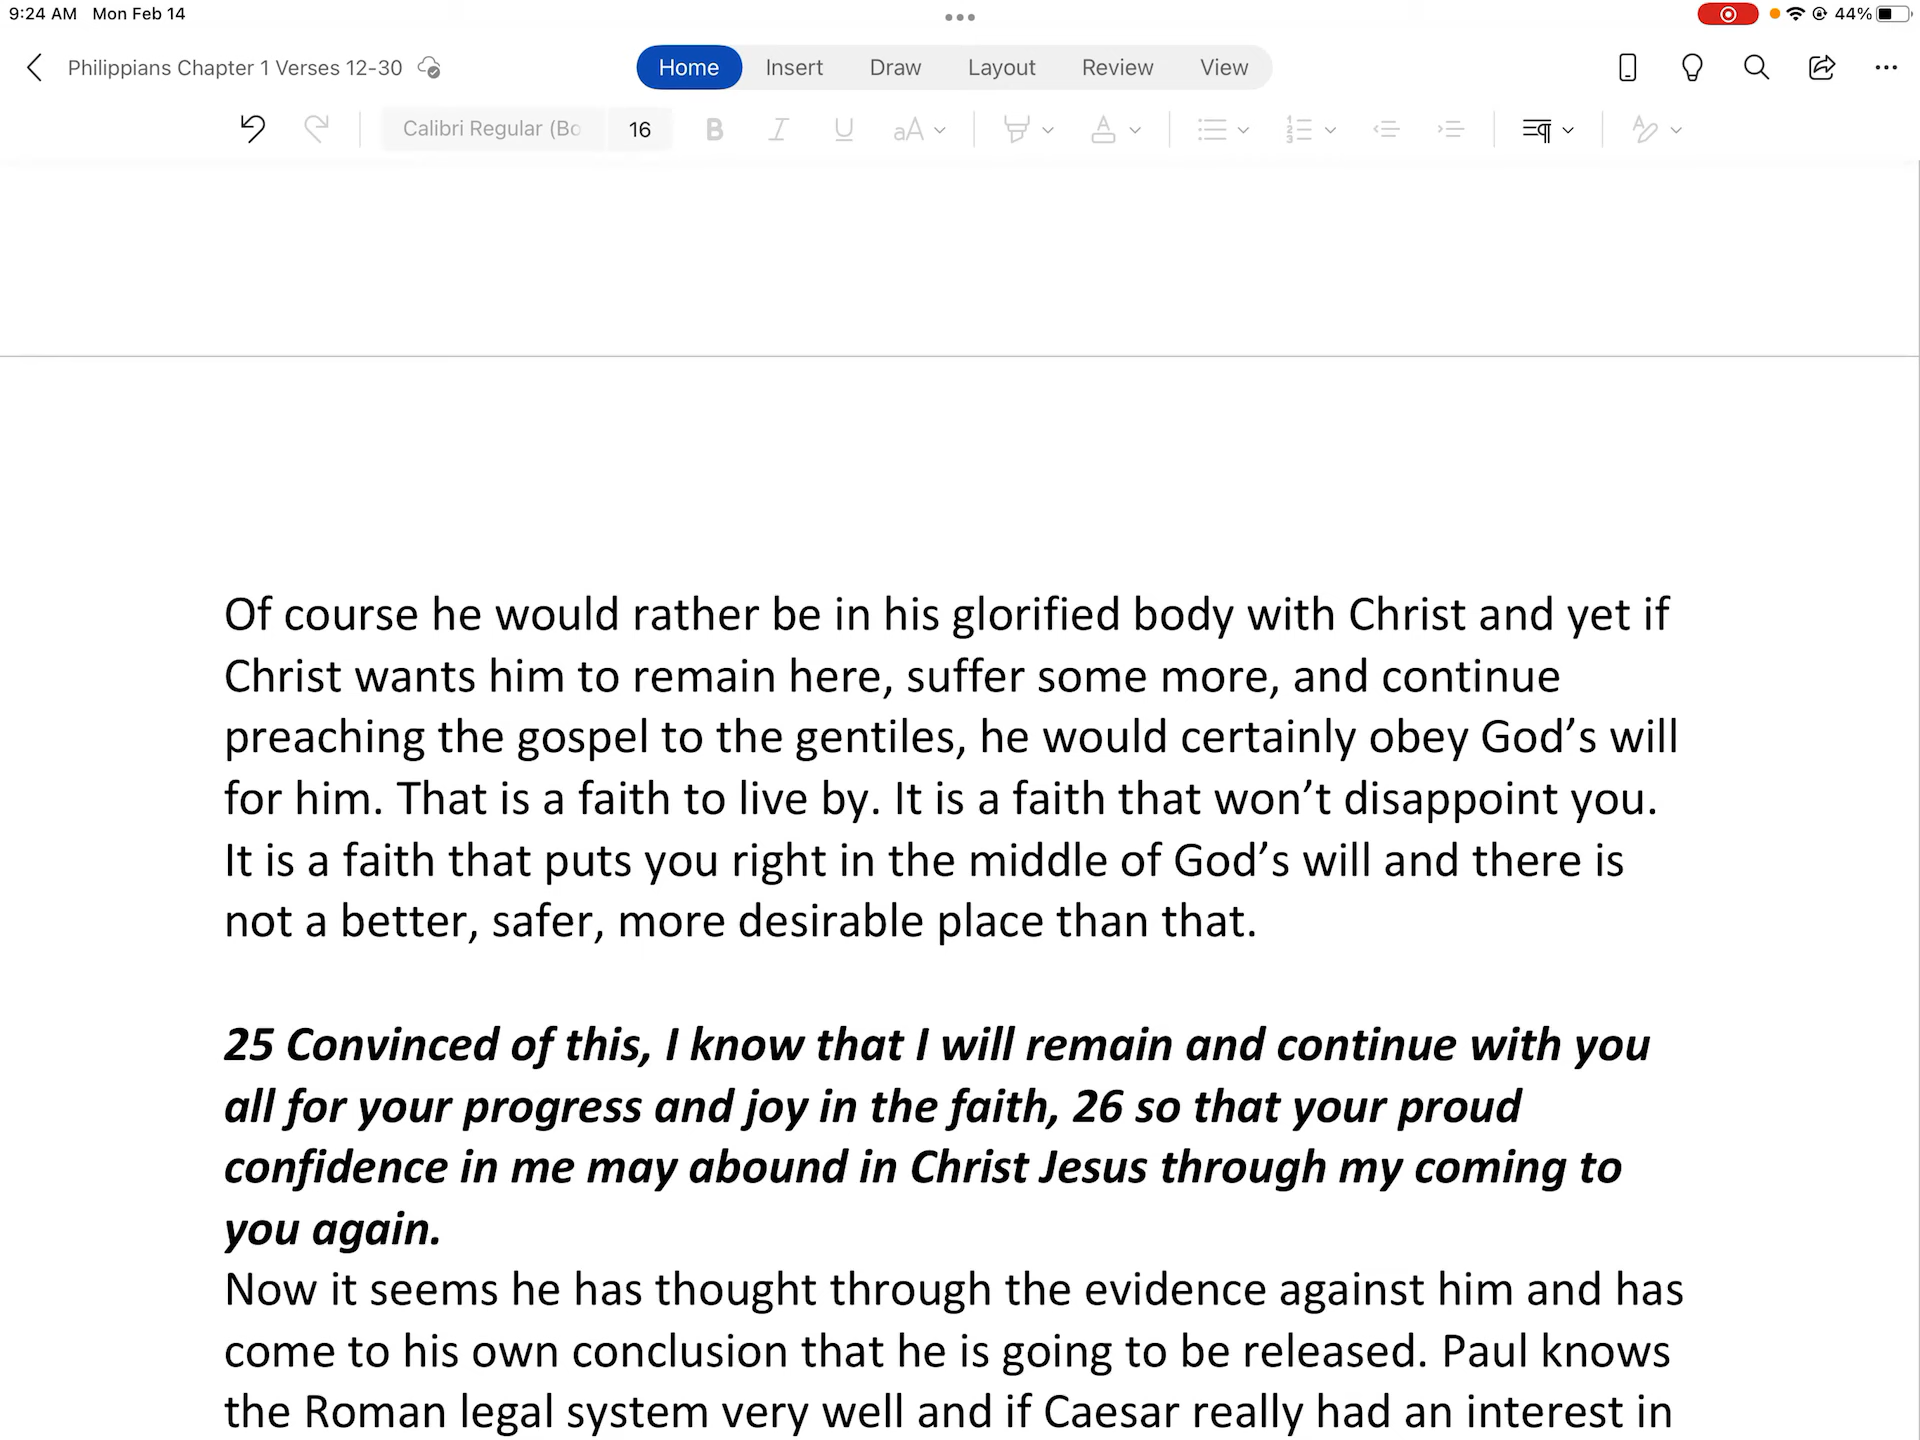 9:24 AM Mon Feb 14
44%
Philippians Chapter 1 Verses 12-30
Home Insert Draw Layout Review View
Calibri Regular (Bo 16 B I U aA A
Of course he would rather be in his glorified body with Christ and yet if
Christ wants him to remain here, suffer some more, and continue
preaching the gospel to the gentiles, he would certainly obey God’s will
for him. That is a faith to live by. It is a faith that won’t disappoint you.
It is a faith that puts you right in the middle of God’s will and there is
not a better, safer, more desirable place than that.
25 Convinced of this, I know that I will remain and continue with you
all for your progress and joy in the faith, 26 so that your proud
confidence in me may abound in Christ Jesus through my coming to
you again.
Now it seems he has thought through the evidence against him and has
come to his own conclusion that he is going to be released. Paul knows
the Roman legal system very well and if Caesar really had an interest in